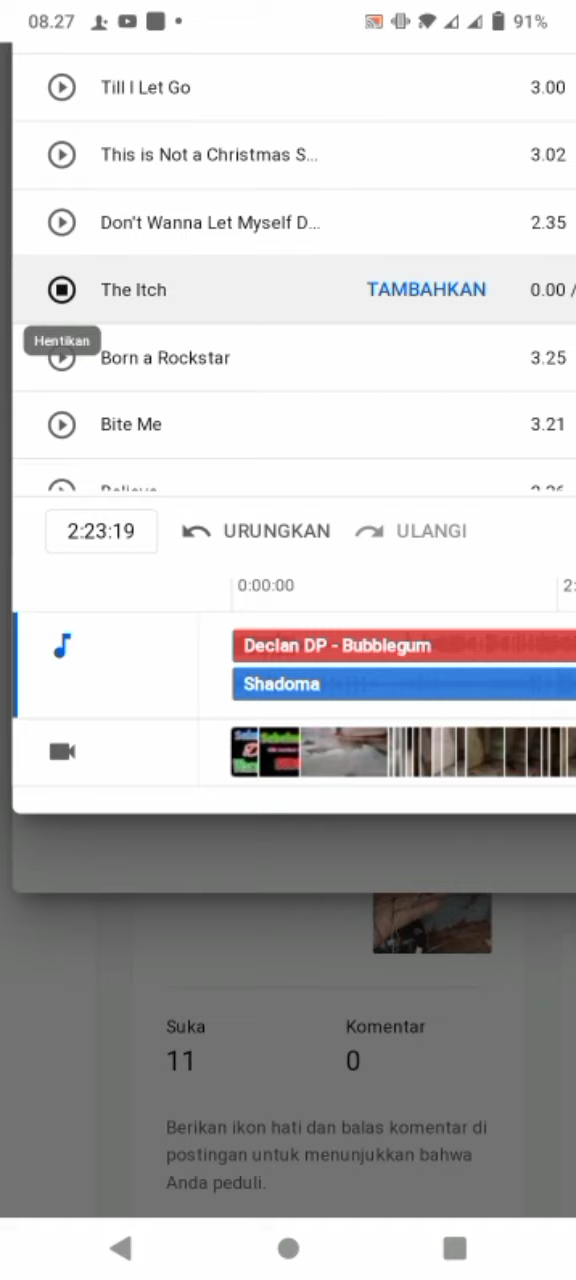 08.27 91%
Till I Let Go 3.00
This is Not a Christmas S... 3.02
Don't Wanna Let Myself D... 2.35
The Itch TAMBAHKAN 0.00 /
Hentikan
Born a Rockstar 3.25
Bite Me 3.21
2:23:19 URUNGKAN ULANGI
0:00:00 2:
Declan DP - Bubblegum
Shadoma
Suka Komentar
11 0
Berikan ikon hati dan balas komentar di
postingan untuk menunjukkan bahwa
Anda peduli.